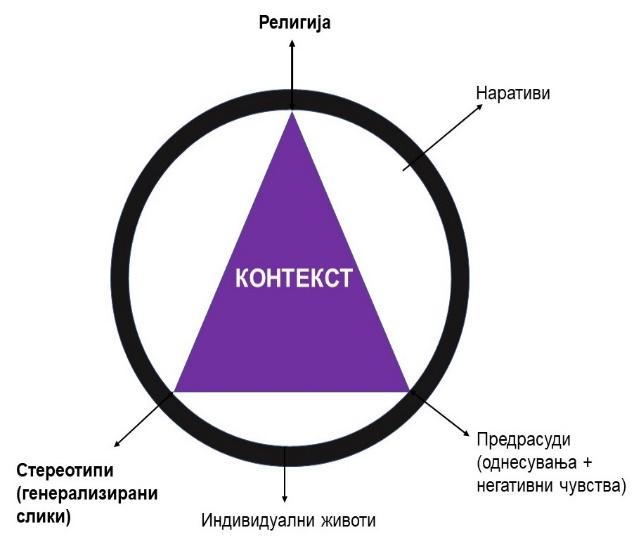 Религија
Наративи
КОНТЕКСТ
Предрасуди
(однесувања +
негативни чувства)
Стереотипи
(генерализирани
слики)
Индивидуални животи